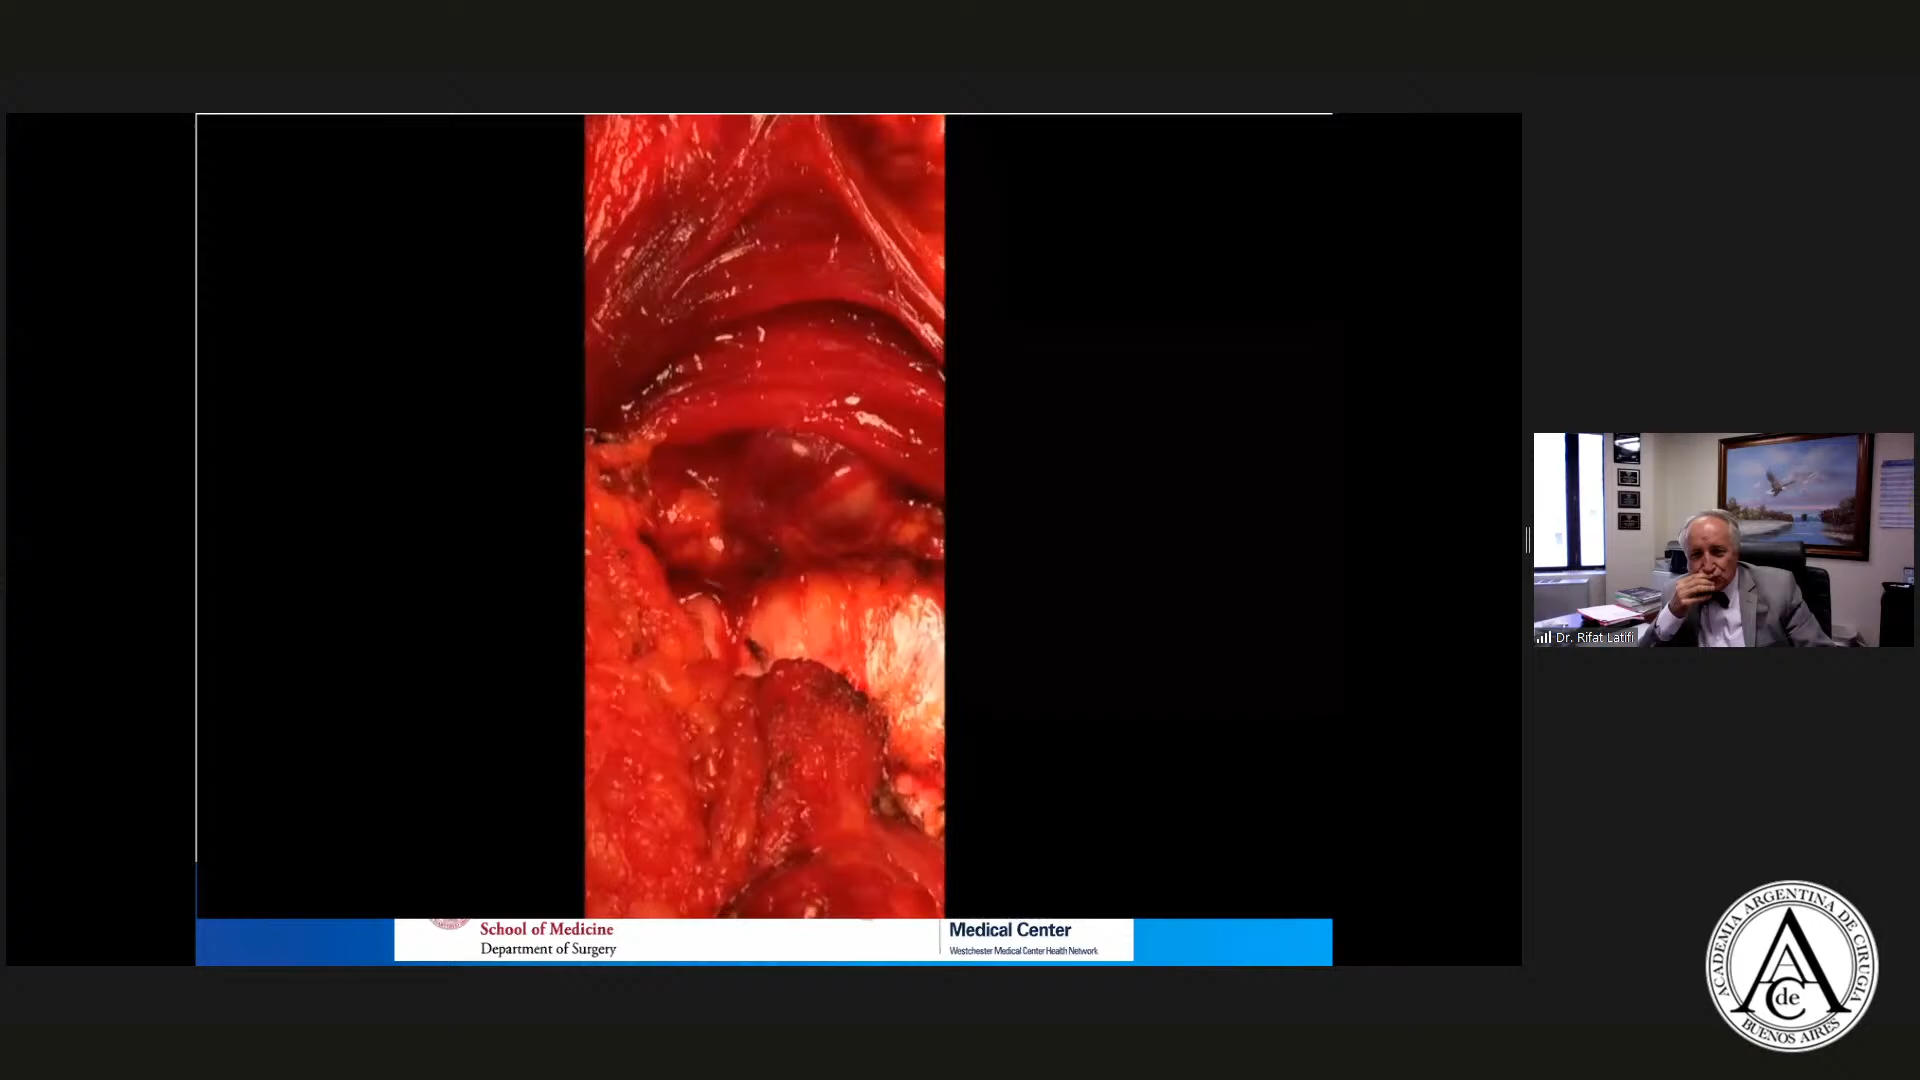 School of Medicine
Department of Surgery
Medical Center
Westchester Medical Center Health Network
Dr. Rifat Latifi
ACADEMIA ARGENTINA DE CIRUGIA
AAC
de
BUENOS AIRES